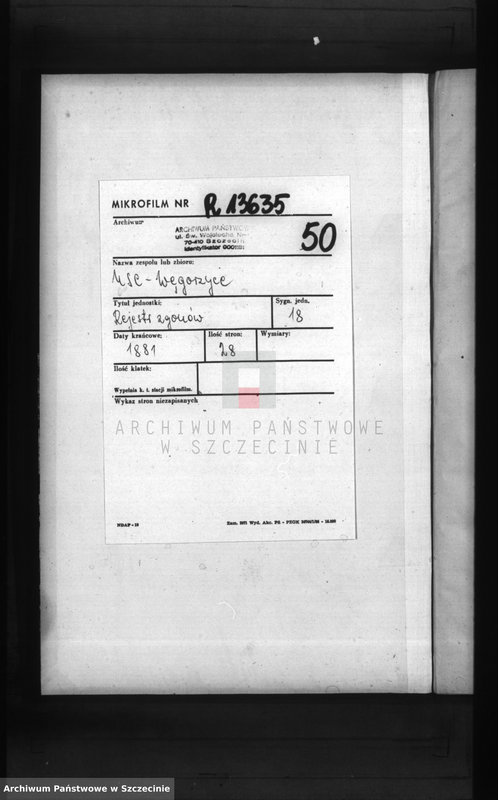 MIKROFILM NR R 13635
Archiwum:
ARCHIWUM PAŃSTWOWE
ul. Św. Wojciecha
70-410 Szczecin
50
Nazwa zespołu lub zbioru:
USC - Węgorzyce
Tytuł jednostki:
Sygn. jedn.
Rejestr zgonów
18
Daty krańcowe:
Ilość stron:
Wymiary:
1881
28
Ilość klatek:
Wypełnia k. t. stacji mikrofilm.
Wykaz stron niezapisanych
ARCHIWUM PAŃSTWOWE
W SZCZECINIE
NDAP-13
Archiwum Państwowe w Szczecinie